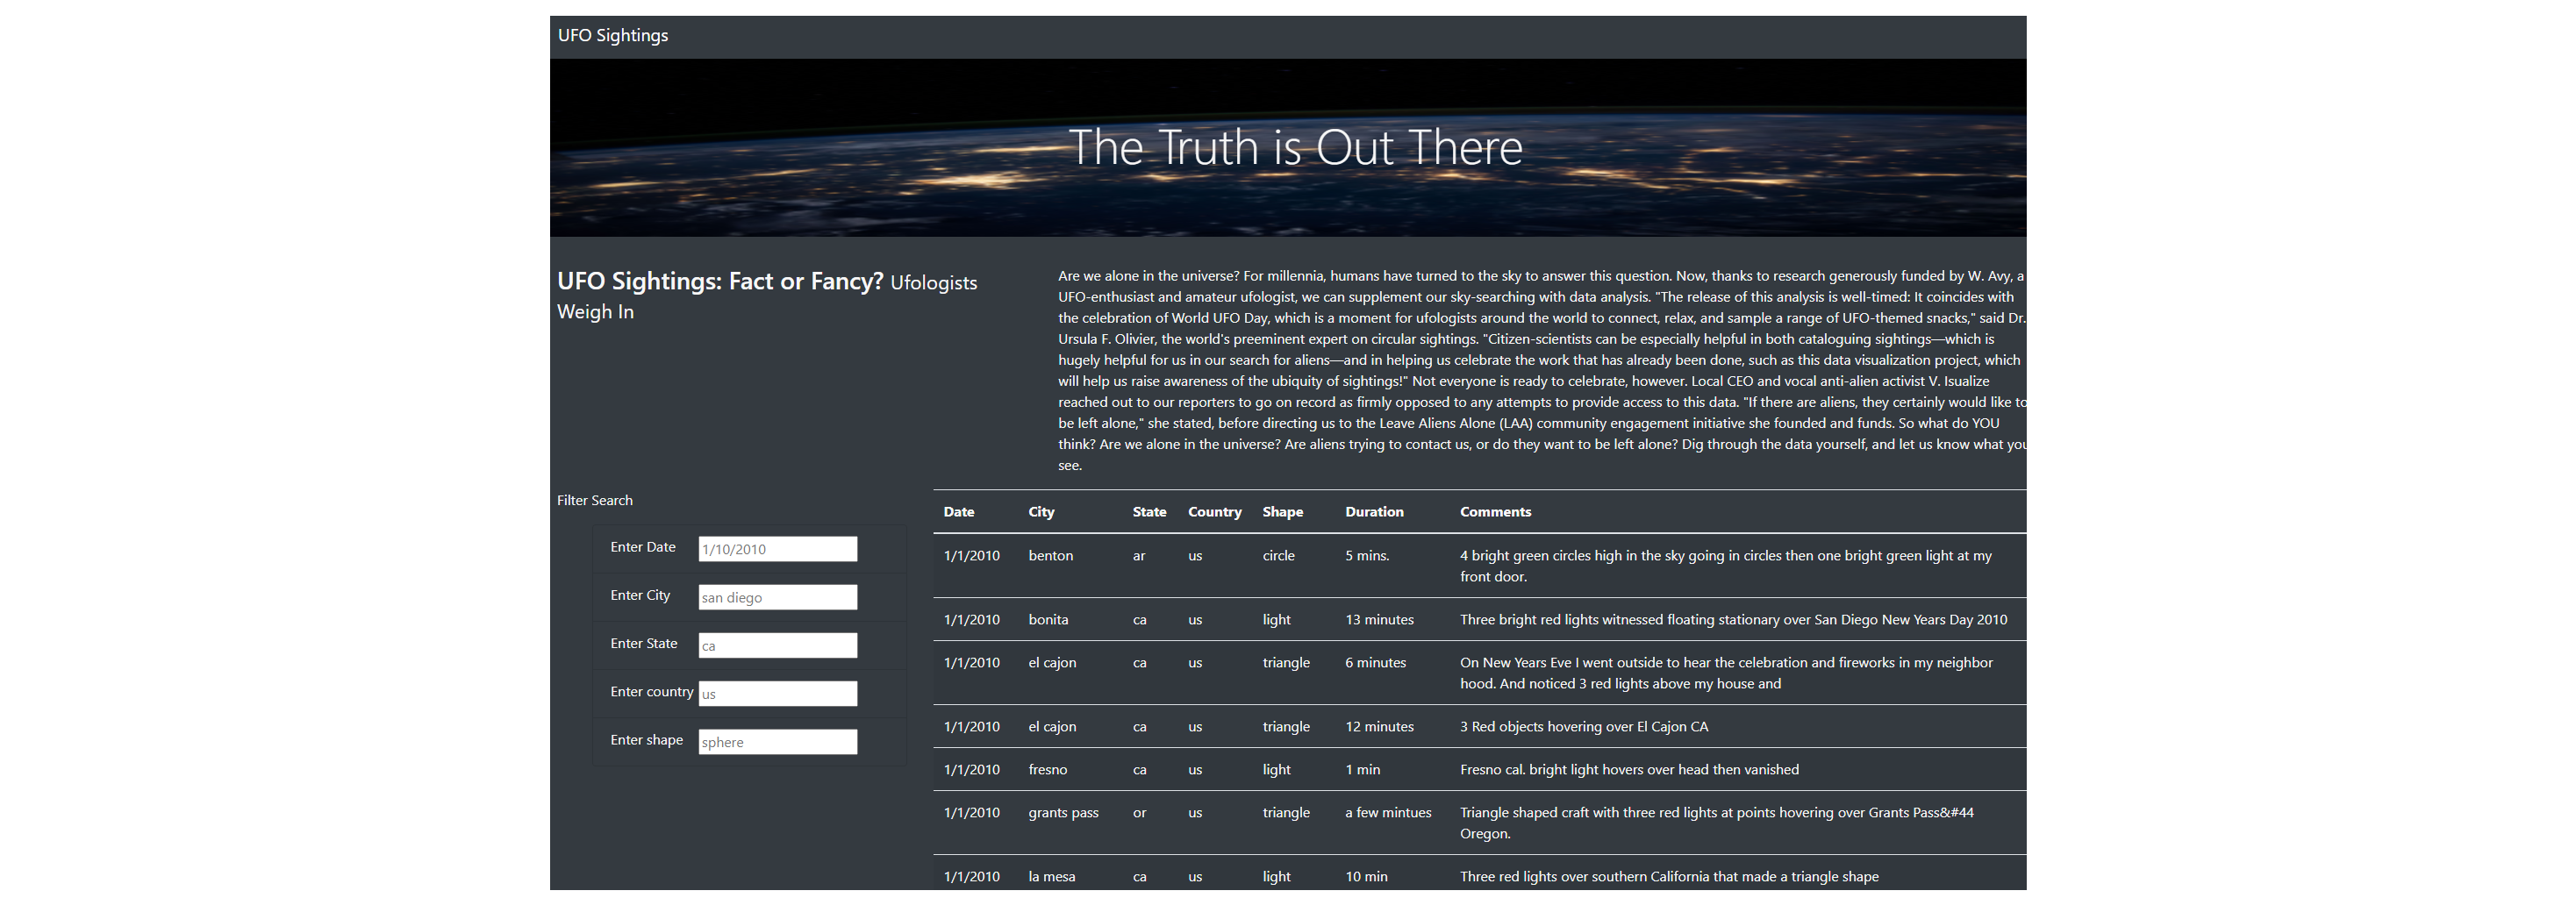 UFO Sightings
The Truth is Out There
UFO Sightings: Fact or Fancy? Ufologists
Weigh In
Are we alone in the universe? For millennia, humans have turned to the sky to answer this question. Now, thanks to research generously funded by W. Avy, a
UFO-enthusiast and amateur ufologist, we can supplement our sky-searching with data analysis. "The release of this analysis is well-timed: It coincides with
the celebration of World UFO Day, which is a moment for ufologists around the world to connect, relax, and sample a range of UFO-themed snacks," said Dr.
Ursula F. Olivier, the world's preeminent expert on circular sightings. "Citizen-scientists can be especially helpful in both cataloguing sightings—which is
hugely helpful for us in our search for aliens—and in helping us celebrate the work that has already been done, such as this data visualization project, which
will help us raise awareness of the ubiquity of sightings!" Not everyone is ready to celebrate, however. Local CEO and vocal anti-alien activist V. Isualize
reached out to our reporters to go on record as firmly opposed to any attempts to provide access to this data. "If there are aliens, they certainly would like to
be left alone," she stated, before directing us to the Leave Aliens Alone (LAA) community engagement initiative she founded and funds. So what do YOU
think? Are we alone in the universe? Are aliens trying to contact us, or do they want to be left alone? Dig through the data yourself, and let us know what you
see.
Filter Search
Enter Date 1/10/2010
Enter City san diego
Enter State ca
Enter country us
Enter shape sphere
Date City State Country Shape Duration Comments
1/1/2010 benton ar us circle 5 mins. 4 bright green circles high in the sky going in circles then one bright green light at my
front door.
1/1/2010 bonita ca us light 13 minutes Three bright red lights witnessed floating stationary over San Diego New Years Day 2010
1/1/2010 el cajon ca us triangle 6 minutes On New Years Eve I went outside to hear the celebration and fireworks in my neighbor
hood. And noticed 3 red lights above my house and
1/1/2010 el cajon ca us triangle 12 minutes 3 Red objects hovering over El Cajon CA
1/1/2010 fresno ca us light 1 min Fresno cal. bright light hovers over head then vanished
1/1/2010 grants pass or us triangle a few mintues Triangle shaped craft with three red lights at points hovering over Grants Pass&#44
Oregon.
1/1/2010 la mesa ca us light 10 min Three red lights over southern California that made a triangle shape